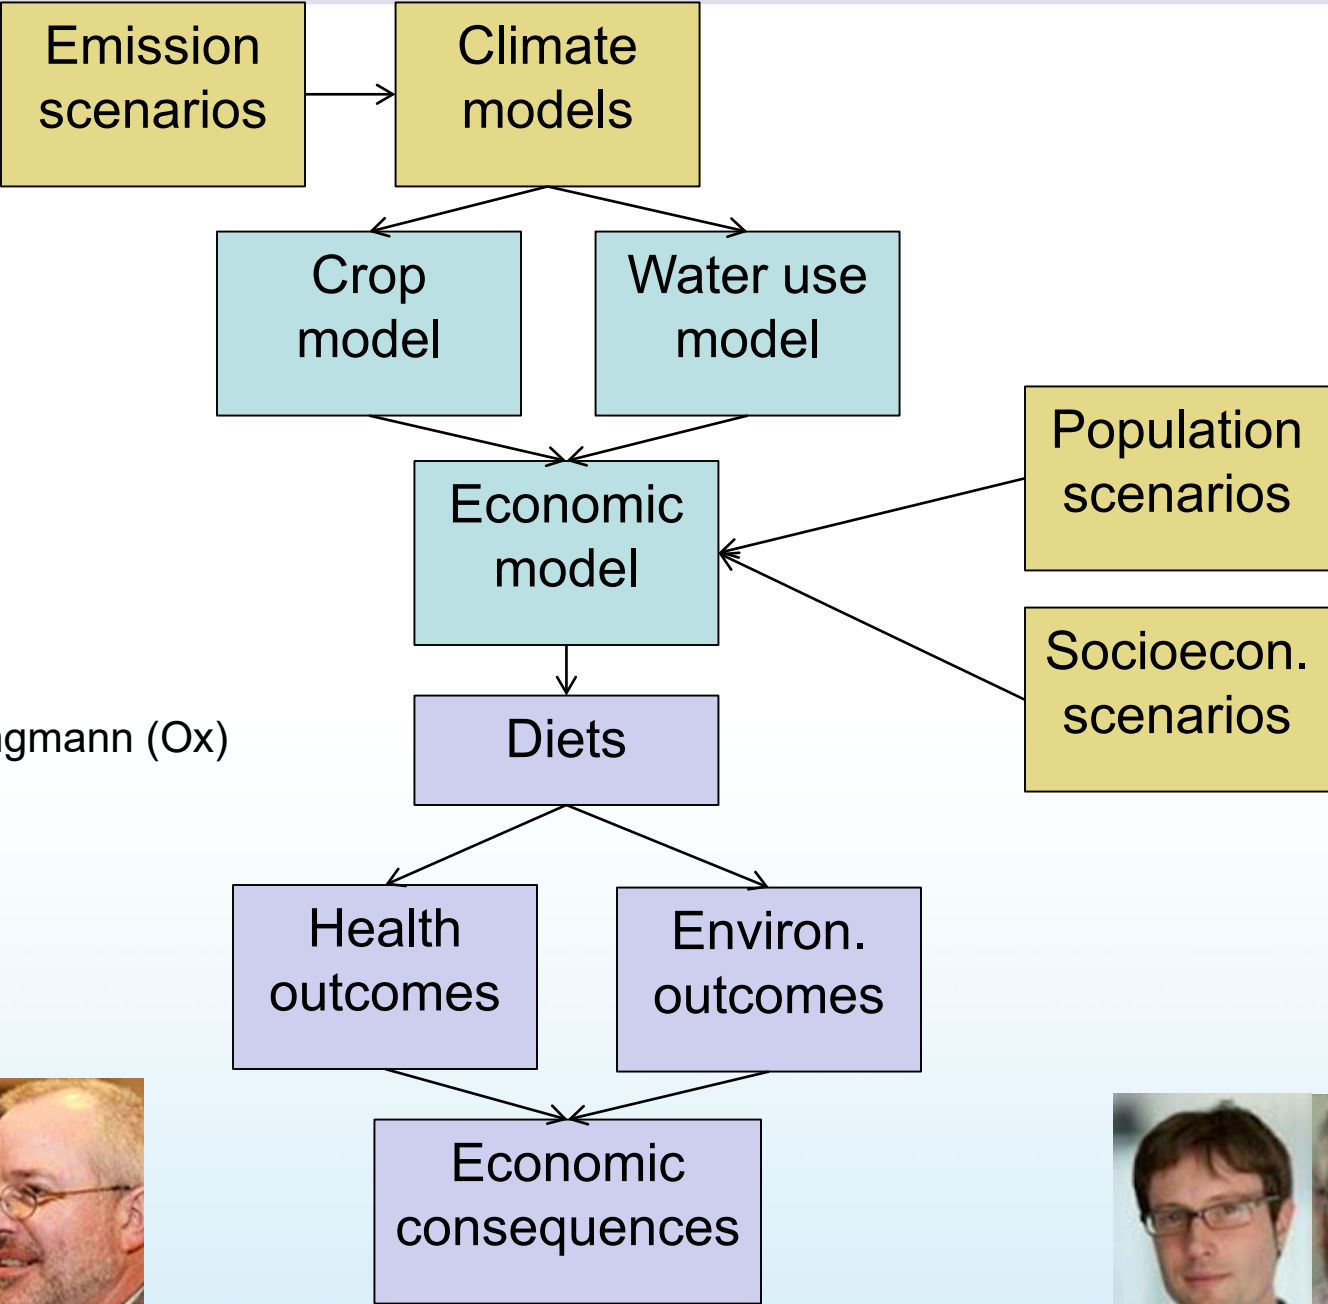 Emission
scenarios
Climate
models
Crop
model
Water use
model
Economic
model
Population
scenarios
Socioecon.
scenarios
(Ox)
Diets
Health
outcomes
Environ.
outcomes
Economic
consequences